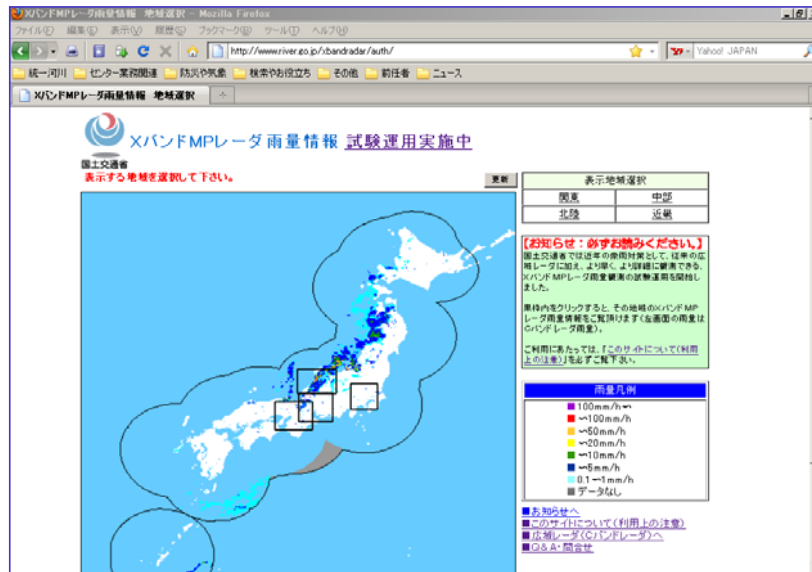 XバンドMPレーダ雨量情報 地域選択 - Mozilla Firefox
ファイル(F) 編集(E) 表示(V) 履歴(S) ブックマーク(B) ツール(T) ヘルプ(H)
http://www.river.go.jp/xbandradar/auth/
Yahoo! JAPAN
統一河川 センター業務関連 防災や気象 検索やお役立ち その他 前任者 ニュース
XバンドMPレーダ雨量情報 地域選択
XバンドMPレーダ雨量情報 試験運用実施中
国土交通省
表示する地域を選択して下さい。
更新
表示地域選択
関東 中部
北陸 近畿
【お知らせ:必ずお読みください。】
国土交通省では近年の豪雨対策として、従来の広
域レーダに加え、より早く、より詳細に観測できる、
XバンドMPレーダ雨量観測の試験運用を開始し
ました。
黒枠内をクリックすると、その地域のXバンドMP
レーダ雨量情報をご覧頂けます(左画面の雨量は
Cバンドレーダ雨量)。
ご利用にあたっては、「このサイトについて(利用
上の注意)」を必ずご覧下さい。
雨量凡例
100mm/h~
~100mm/h
~50mm/h
~20mm/h
~10mm/h
~5mm/h
0.1~1mm/h
データなし
■お知らせへ
■このサイトについて(利用上の注意)
■広域レーダ(Cバンドレーダ)へ
■Q&A・問合せ